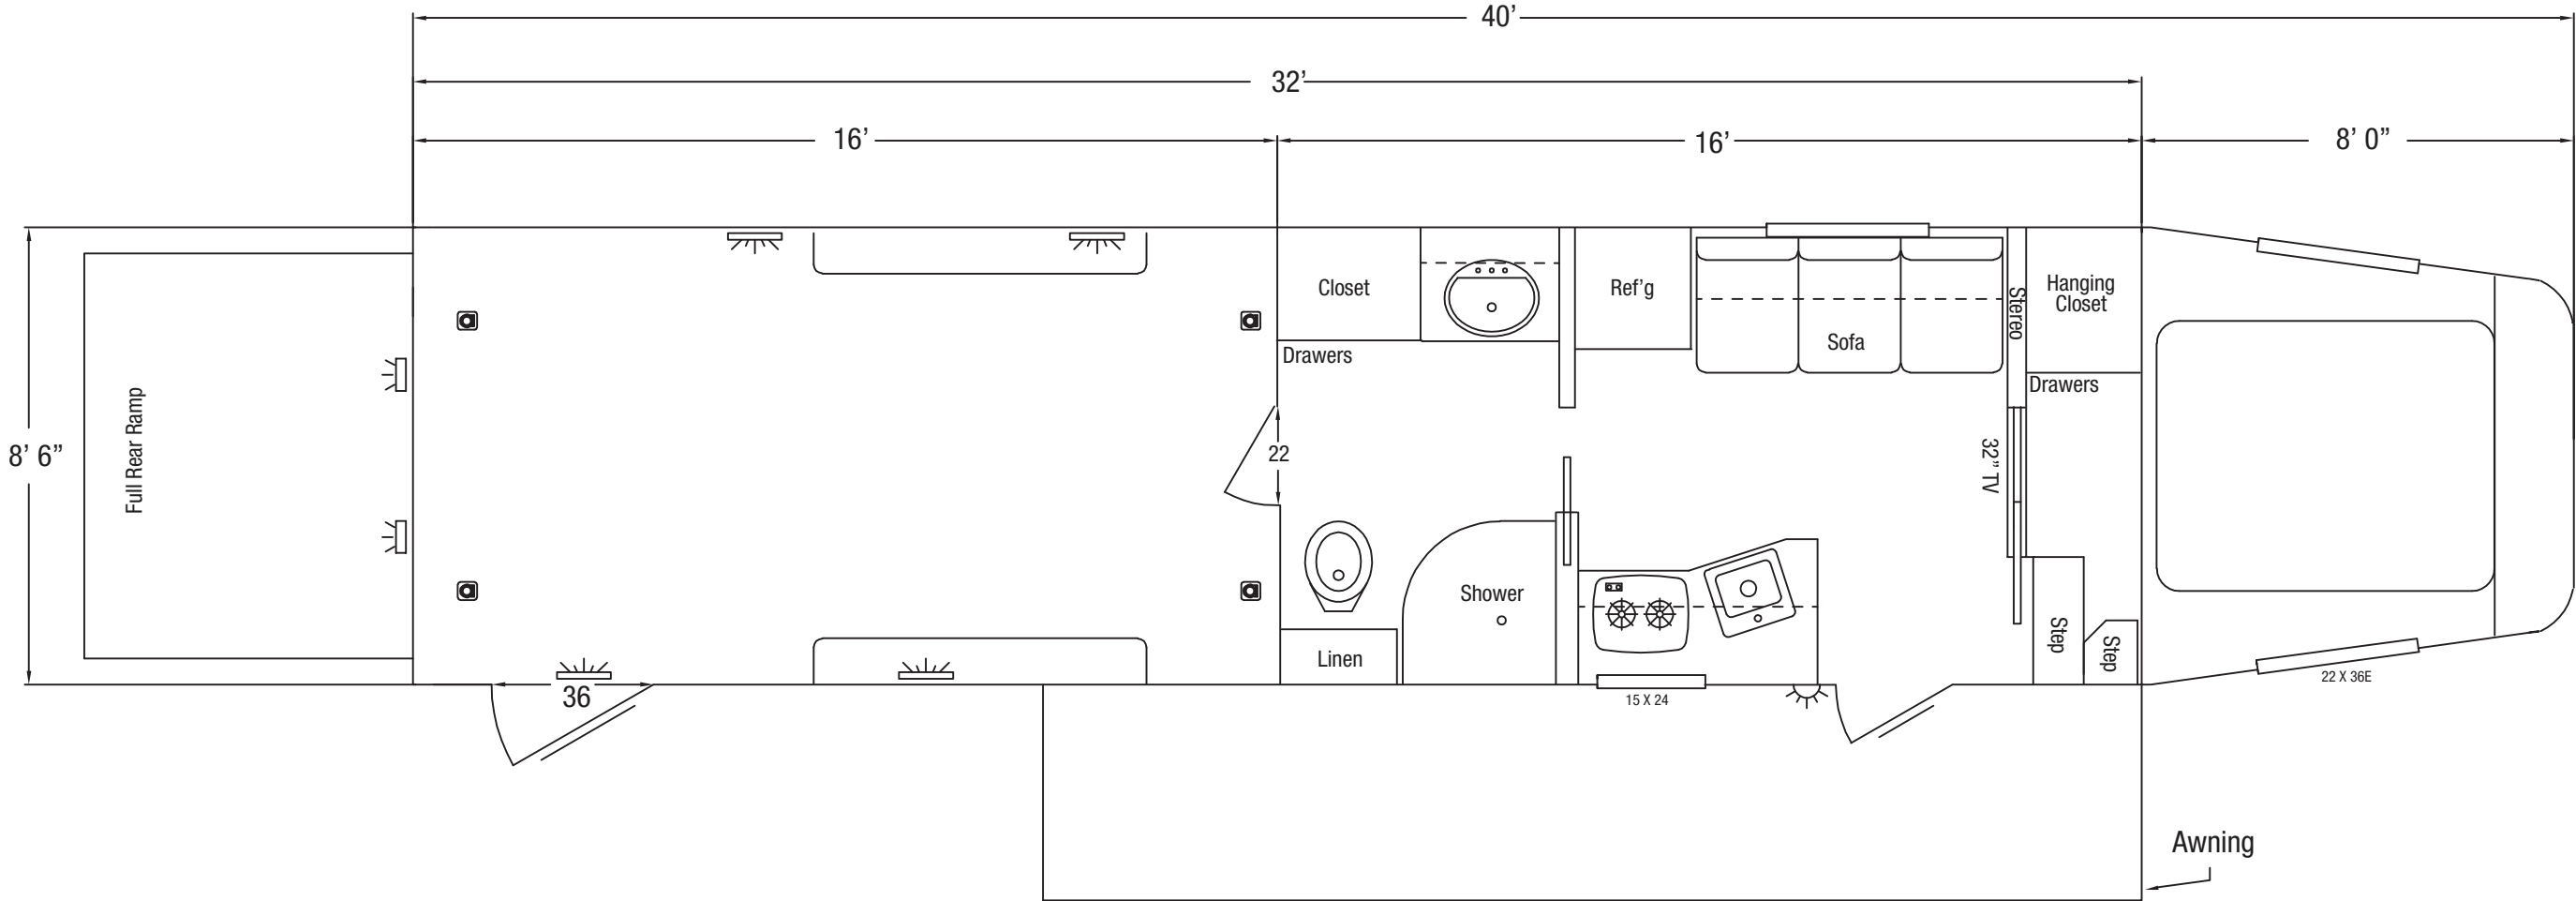 40'
32'
16'
16'
8' 0”
8' 6”
Full Rear Ramp
Closet
Drawers
Ref'g
Sofa
Stereo
Hanging
Closet
Drawers
22
32” TV
Shower
Linen
Step
Step
36
15 X 24
22 X 36E
Awning